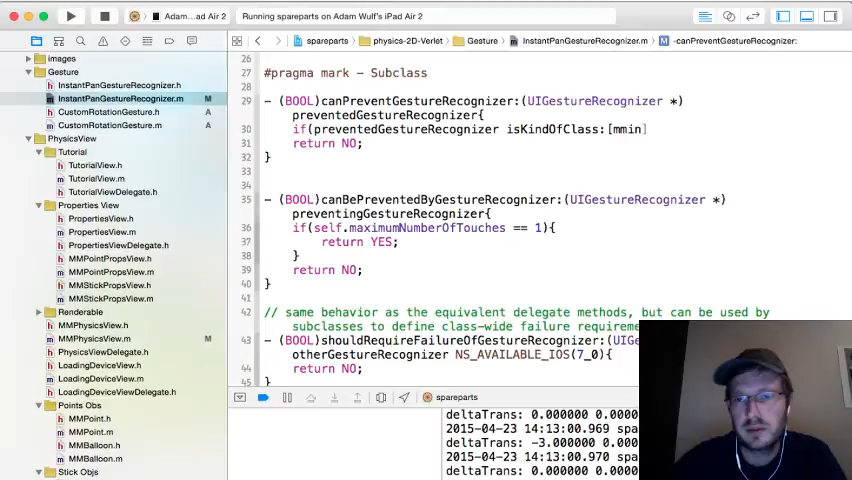 Adam...ad Air 2
Running spareparts on Adam Wulf's iPad Air 2
spareparts
physics-2D-Verlet
Gesture
InstantPanGestureRecognizer.m
-canPreventGestureRecognizer:
images
Gesture
InstantPanGestureRecognizer.h
InstantPanGestureRecognizer.m M
CustomRotationGesture.h A
CustomRotationGesture.m A
PhysicsView
Tutorial
TutorialView.h
TutorialView.m
TutorialViewDelegate.h
Properties View
PropertiesView.h
PropertiesView.m
PropertiesViewDelegate.h
MMPointPropsView.h
MMPointPropsView.m
MMStickPropsView.h
MMStickPropsView.m
Renderable
MMPhysicsView.h
MMPhysicsView.m M
PhysicsViewDelegate.h
LoadingDeviceView.h
LoadingDeviceView.m
LoadingDeviceViewDelegate.h
Points Obs
MMPoint.h
MMPoint.m
MMBalloon.h
MMBalloon.m
Stick Objs
26
27 #pragma mark - Subclass
28
29 - (BOOL)canPreventGestureRecognizer:(UIGestureRecognizer *)
preventedGestureRecognizer{
30 if(preventedGestureRecognizer isKindOfClass:[mmin]
31 return NO;
32 }
33
34
35 - (BOOL)canBePreventedByGestureRecognizer:(UIGestureRecognizer *)
preventingGestureRecognizer{
36 if(self.maximumNumberOfTouches == 1){
37 return YES;
38 }
39 return NO;
40 }
41
42 // same behavior as the equivalent delegate methods, but can be used by
subclasses to define class-wide failure requireme
43 - (BOOL)shouldRequireFailureOfGestureRecognizer:(UIG
otherGestureRecognizer NS_AVAILABLE_IOS(7_0){
44 return NO;
45 }
spareparts
deltaTrans: 0.000000 0.0000
2015-04-23 14:13:00.969 spa
deltaTrans: -3.000000 0.000
2015-04-23 14:13:00.970 spa
deltaTrans: 0.000000 0.0000